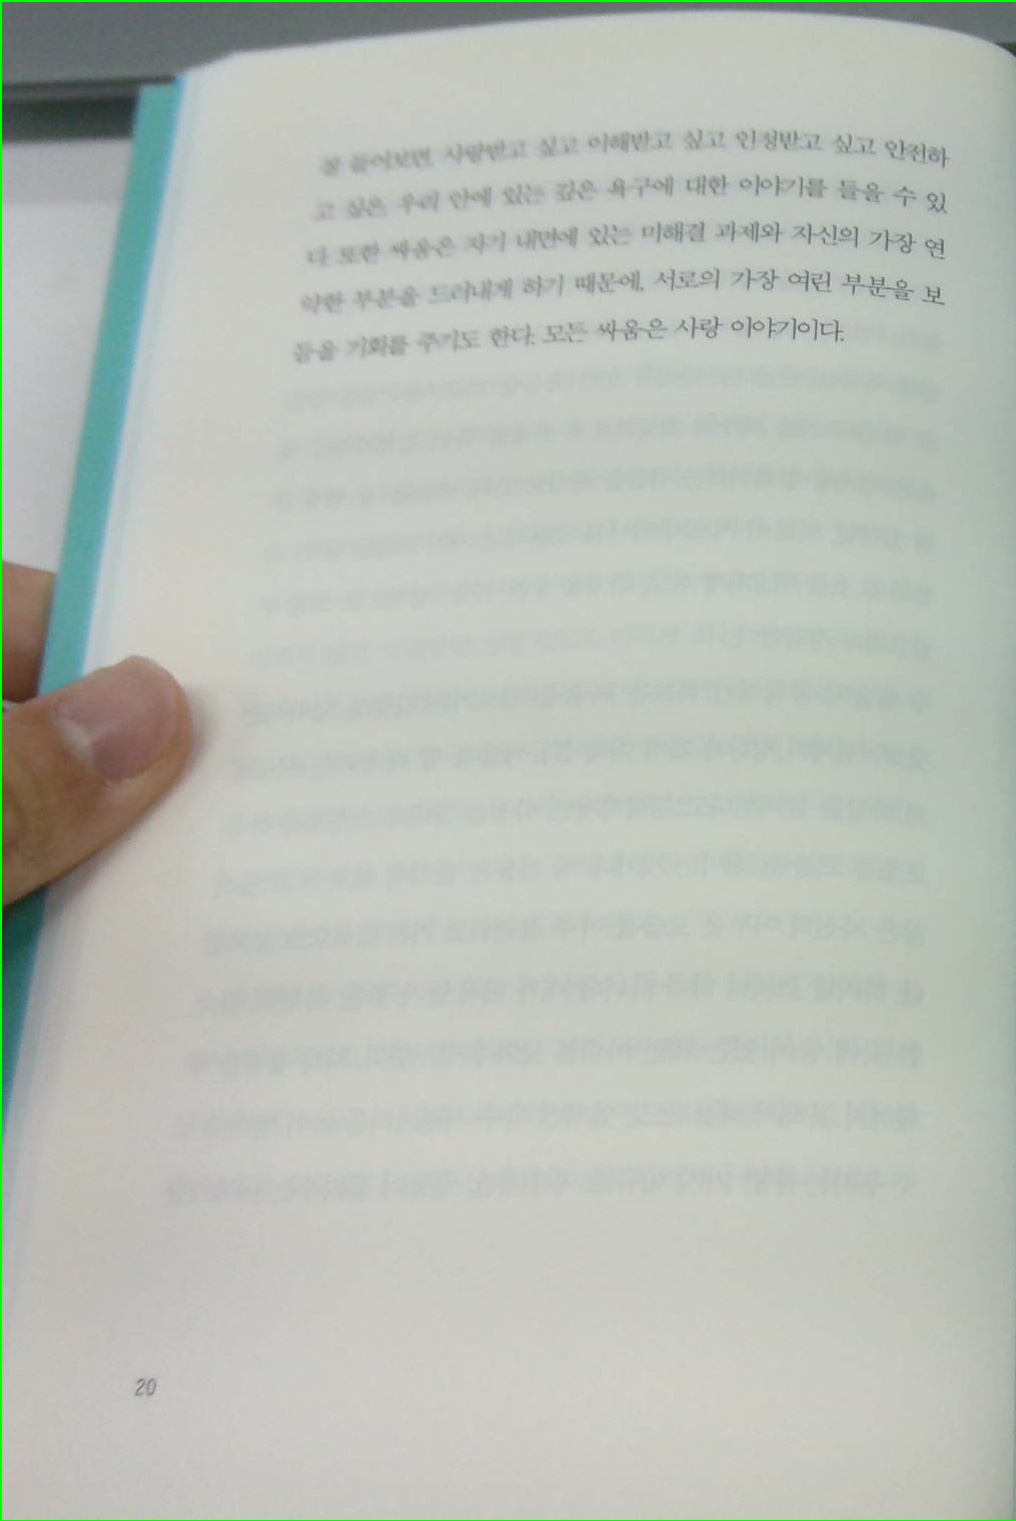 잘 들어보면 사랑받고 싶고 이해받고 싶고 인정받고 싶고 안전하
고 싶은 우리 안에 있는 깊은 욕구에 대한 이야기를 들을 수 있
다. 또한 싸움은 자기 내면에 있는 미해결 과제와 자신의 가장 연
약한 부분을 드러내게 하기 때문에, 서로의 가장 여린 부분을 보
듬을 기회를 주기도 한다. 모든 싸움은 사랑 이야기이다.
20